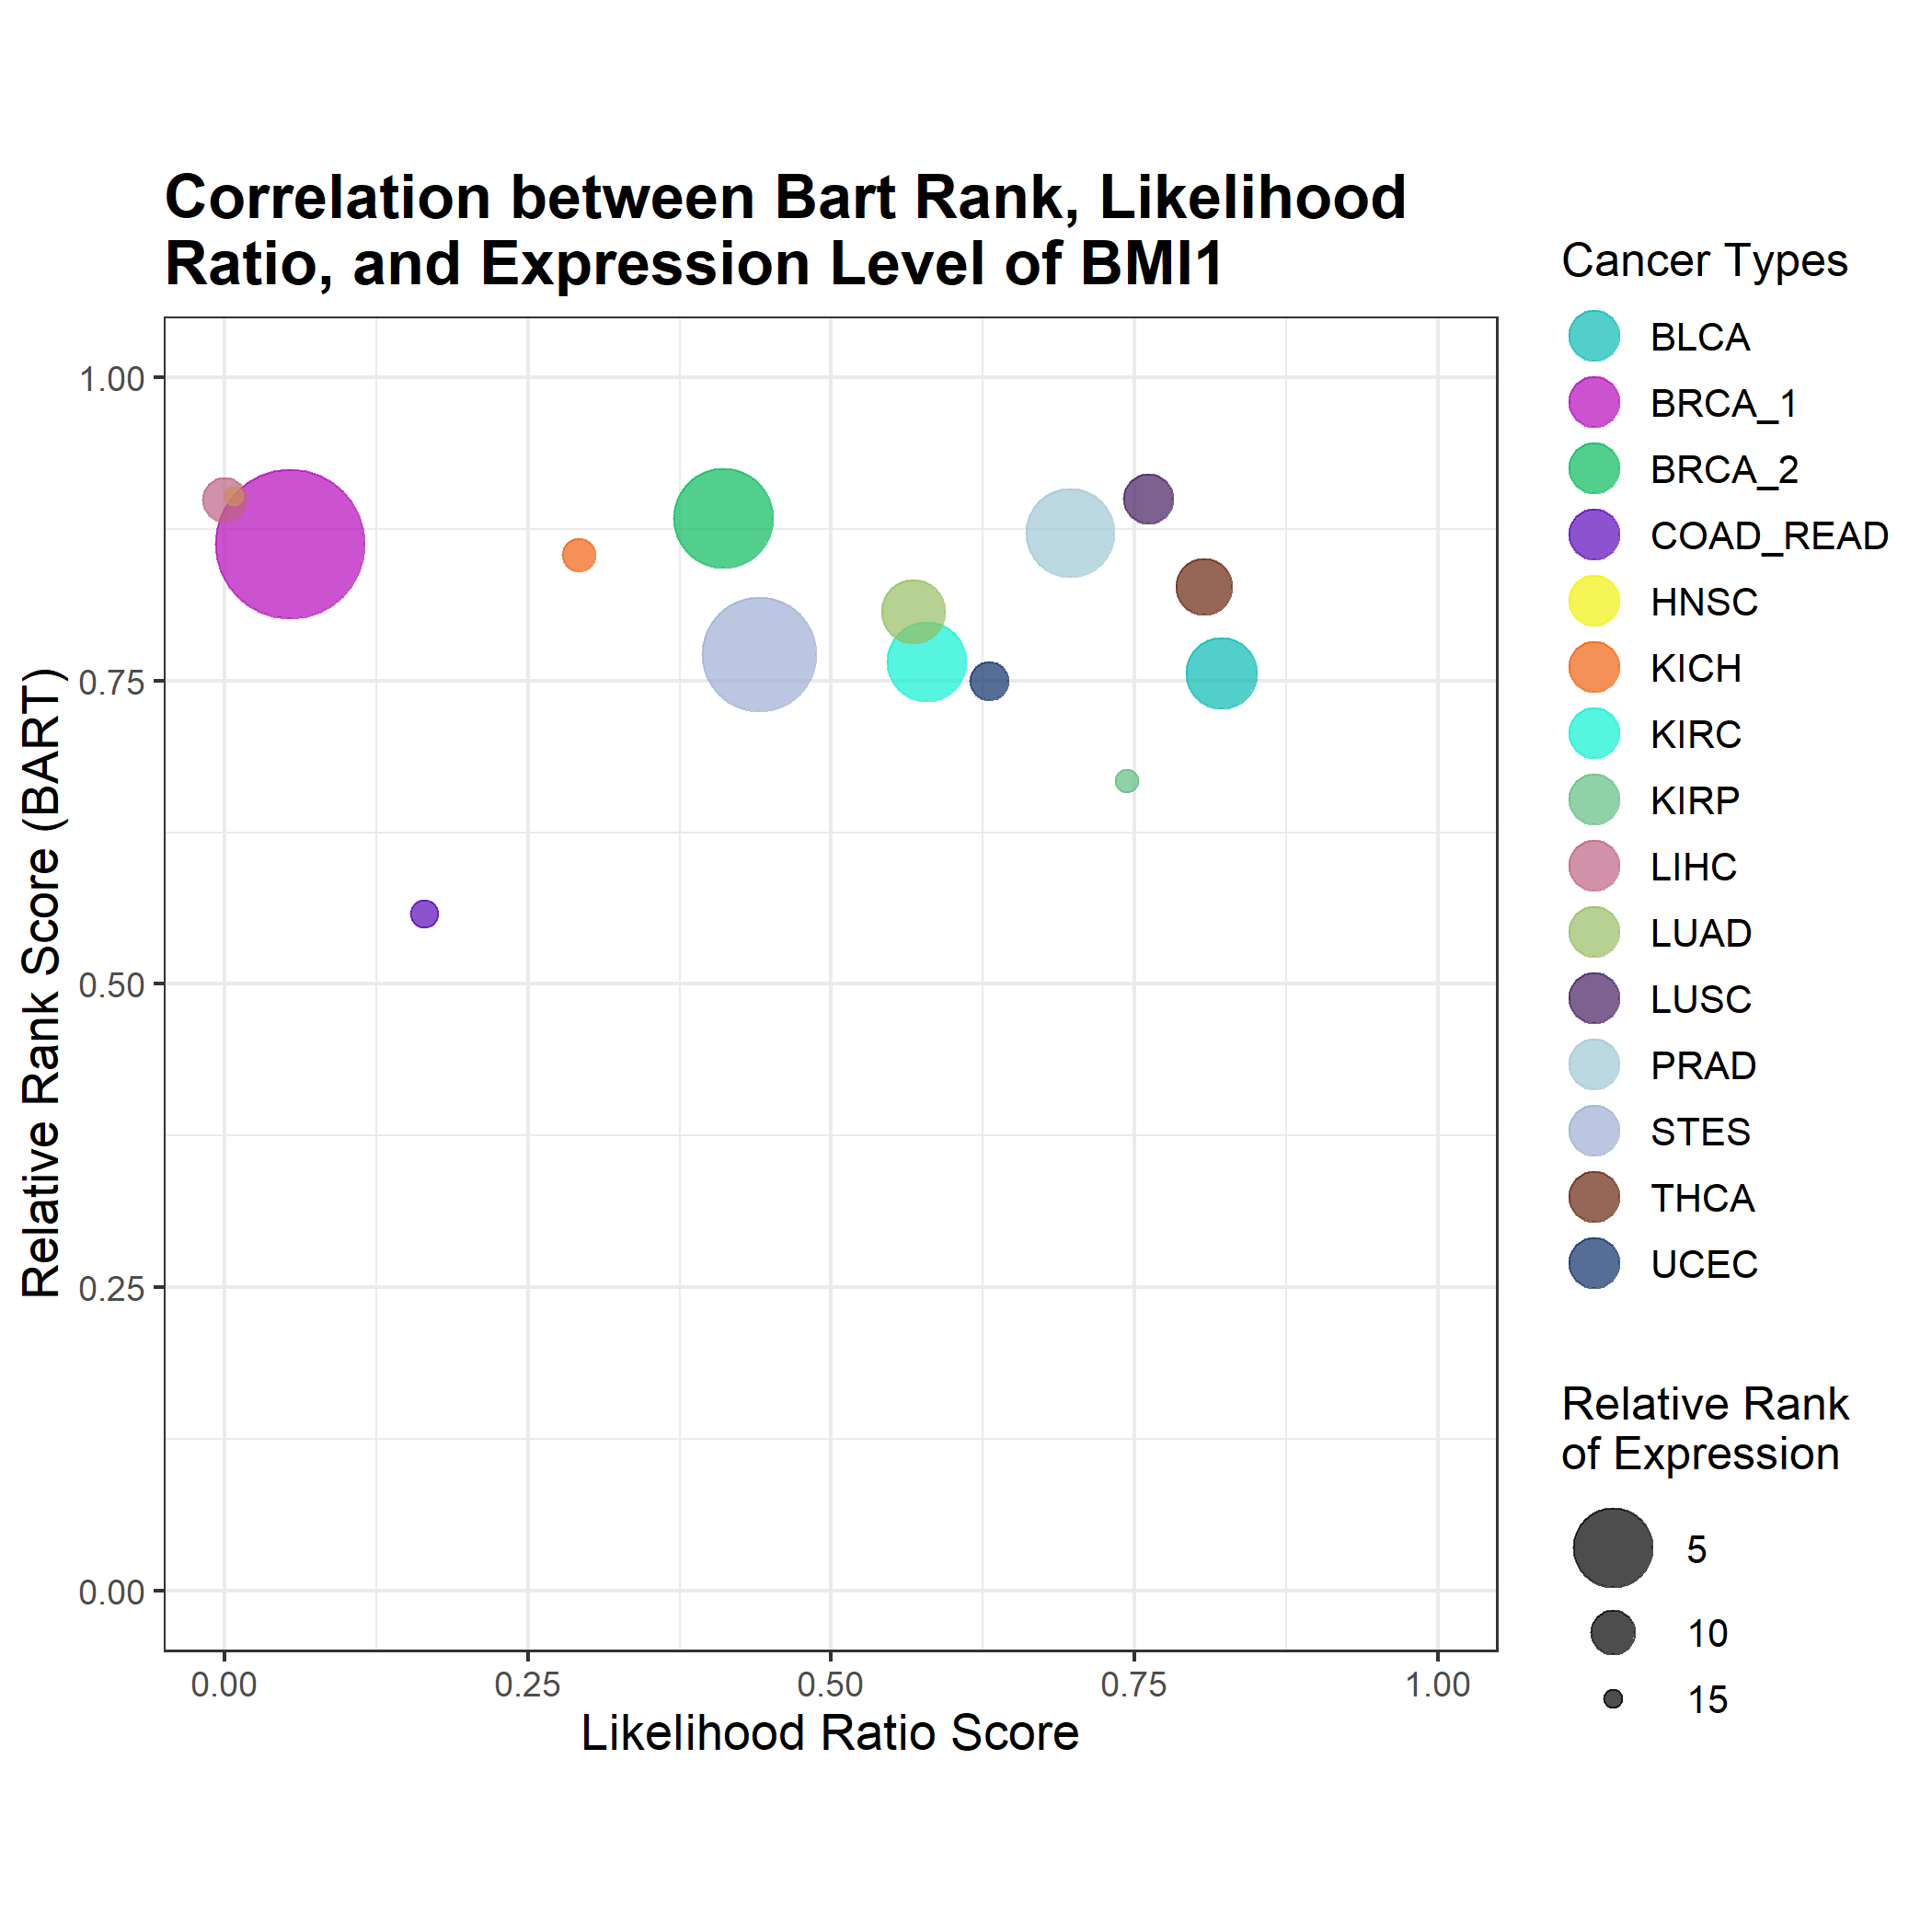 Correlation between Bart Rank, Likelihood
Ratio, and Expression Level of BMI1
Relative Rank Score (BART)
1.00
0.75
0.50
0.25
0.00
0.00
0.25
0.50
0.75
1.00
Likelihood Ratio Score
Cancer Types
BLCA
BRCA_1
BRCA_2
COAD_READ
HNSC
KICH
KIRC
KIRP
LIHC
LUAD
LUSC
PRAD
STES
THCA
UCEC
Relative Rank
of Expression
5
10
15